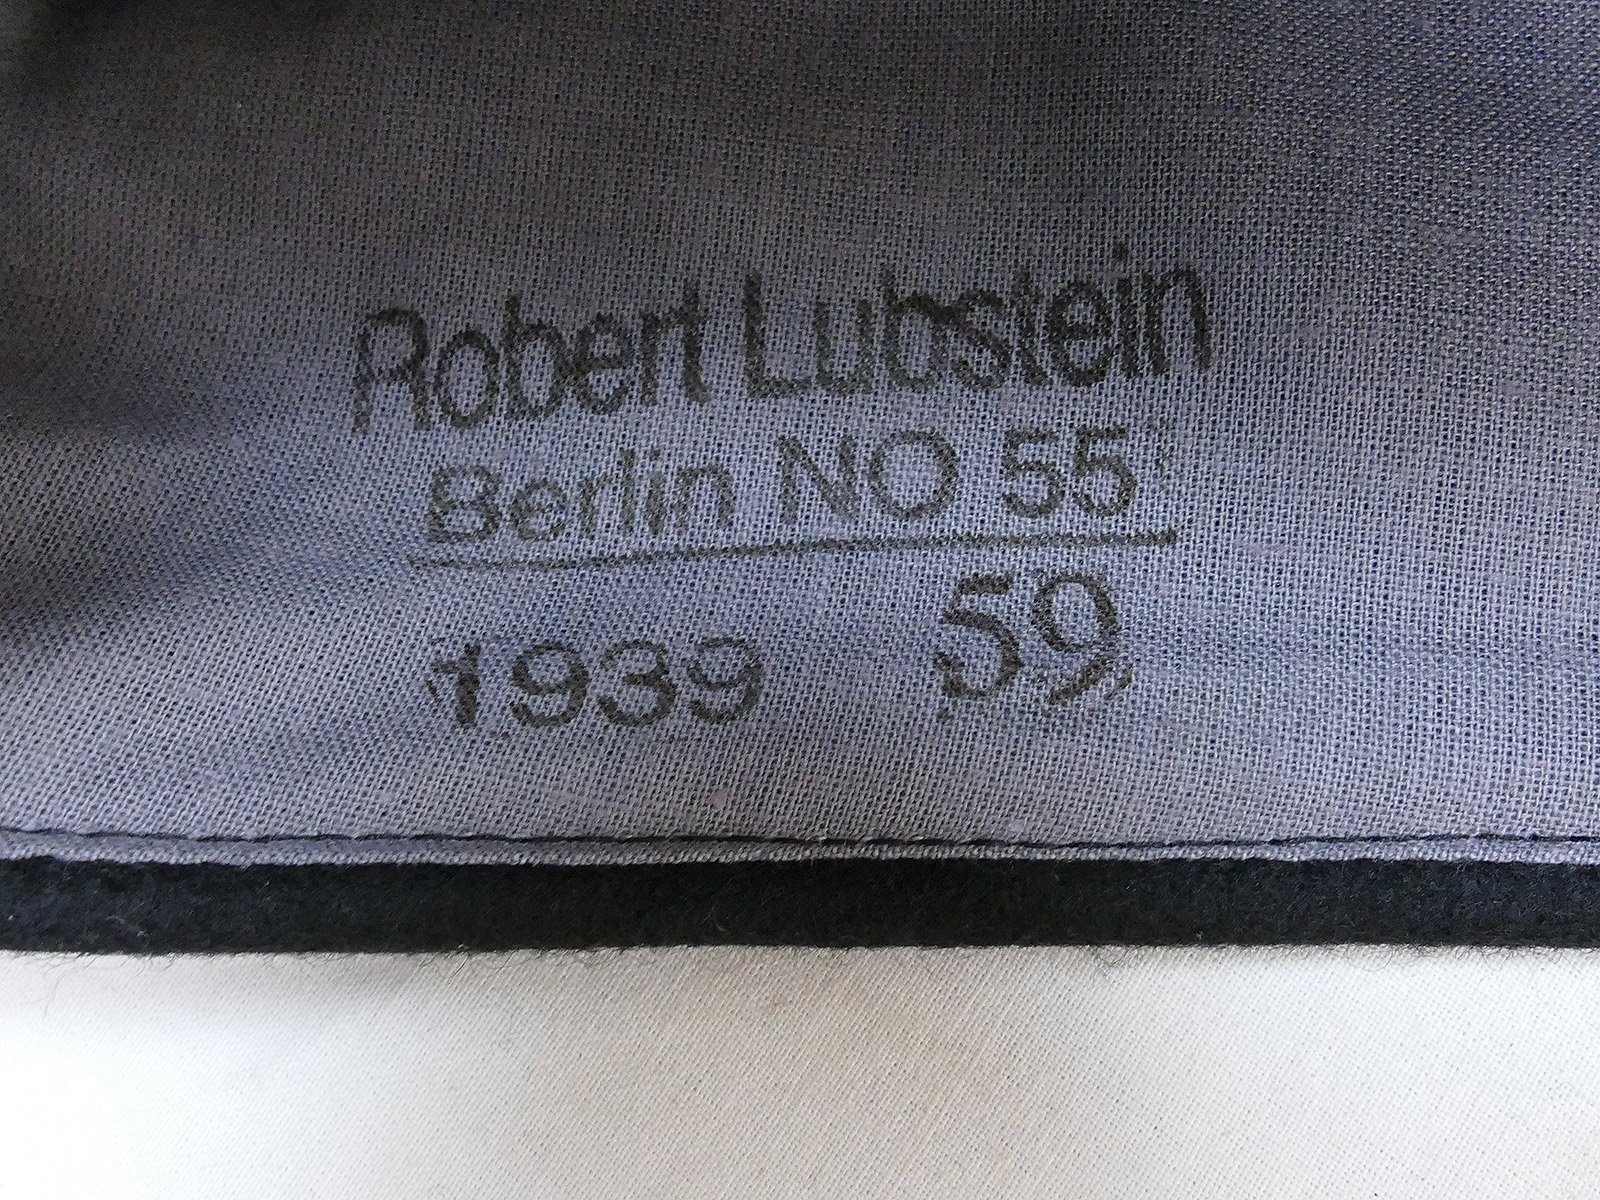 Robert Lubstein
Berlin NO 55
1939 59